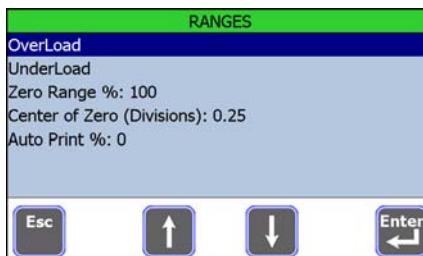 RANGES
OverLoad
UnderLoad
Zero Range %: 100
Center of Zero (Divisions): 0.25
Auto Print %: 0
Esc
Enter